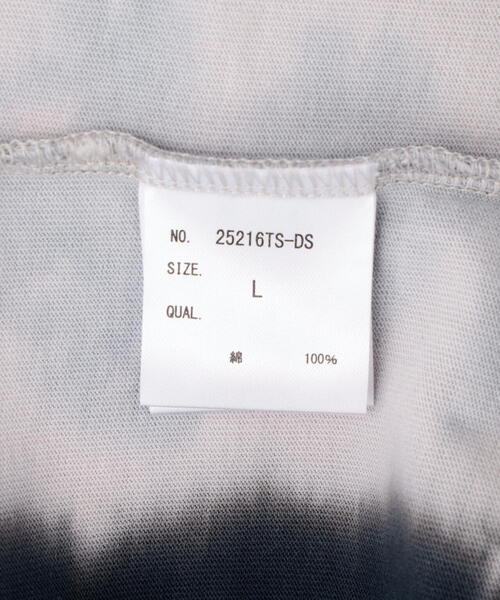 NO. 25216TS-DS
SIZE.
L
QUAL.
綿 100%